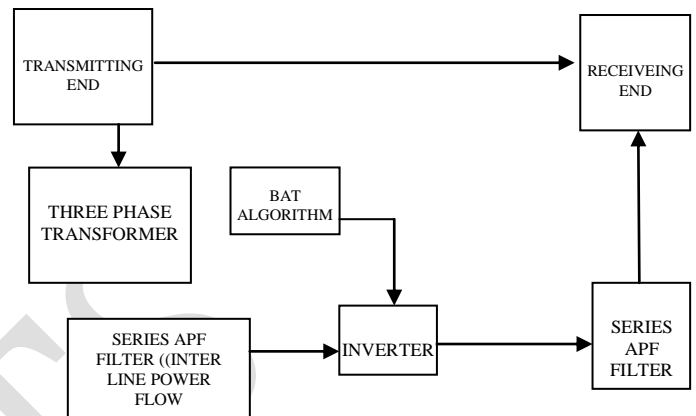 TRANSMITTING
END
RECEIVEING
END
THREE PHASE
TRANSFORMER
BAT
ALGORITHM
SERIES APF
FILTER ((INTER
LINE POWER
FLOW
INVERTER
SERIES
APF
FILTER